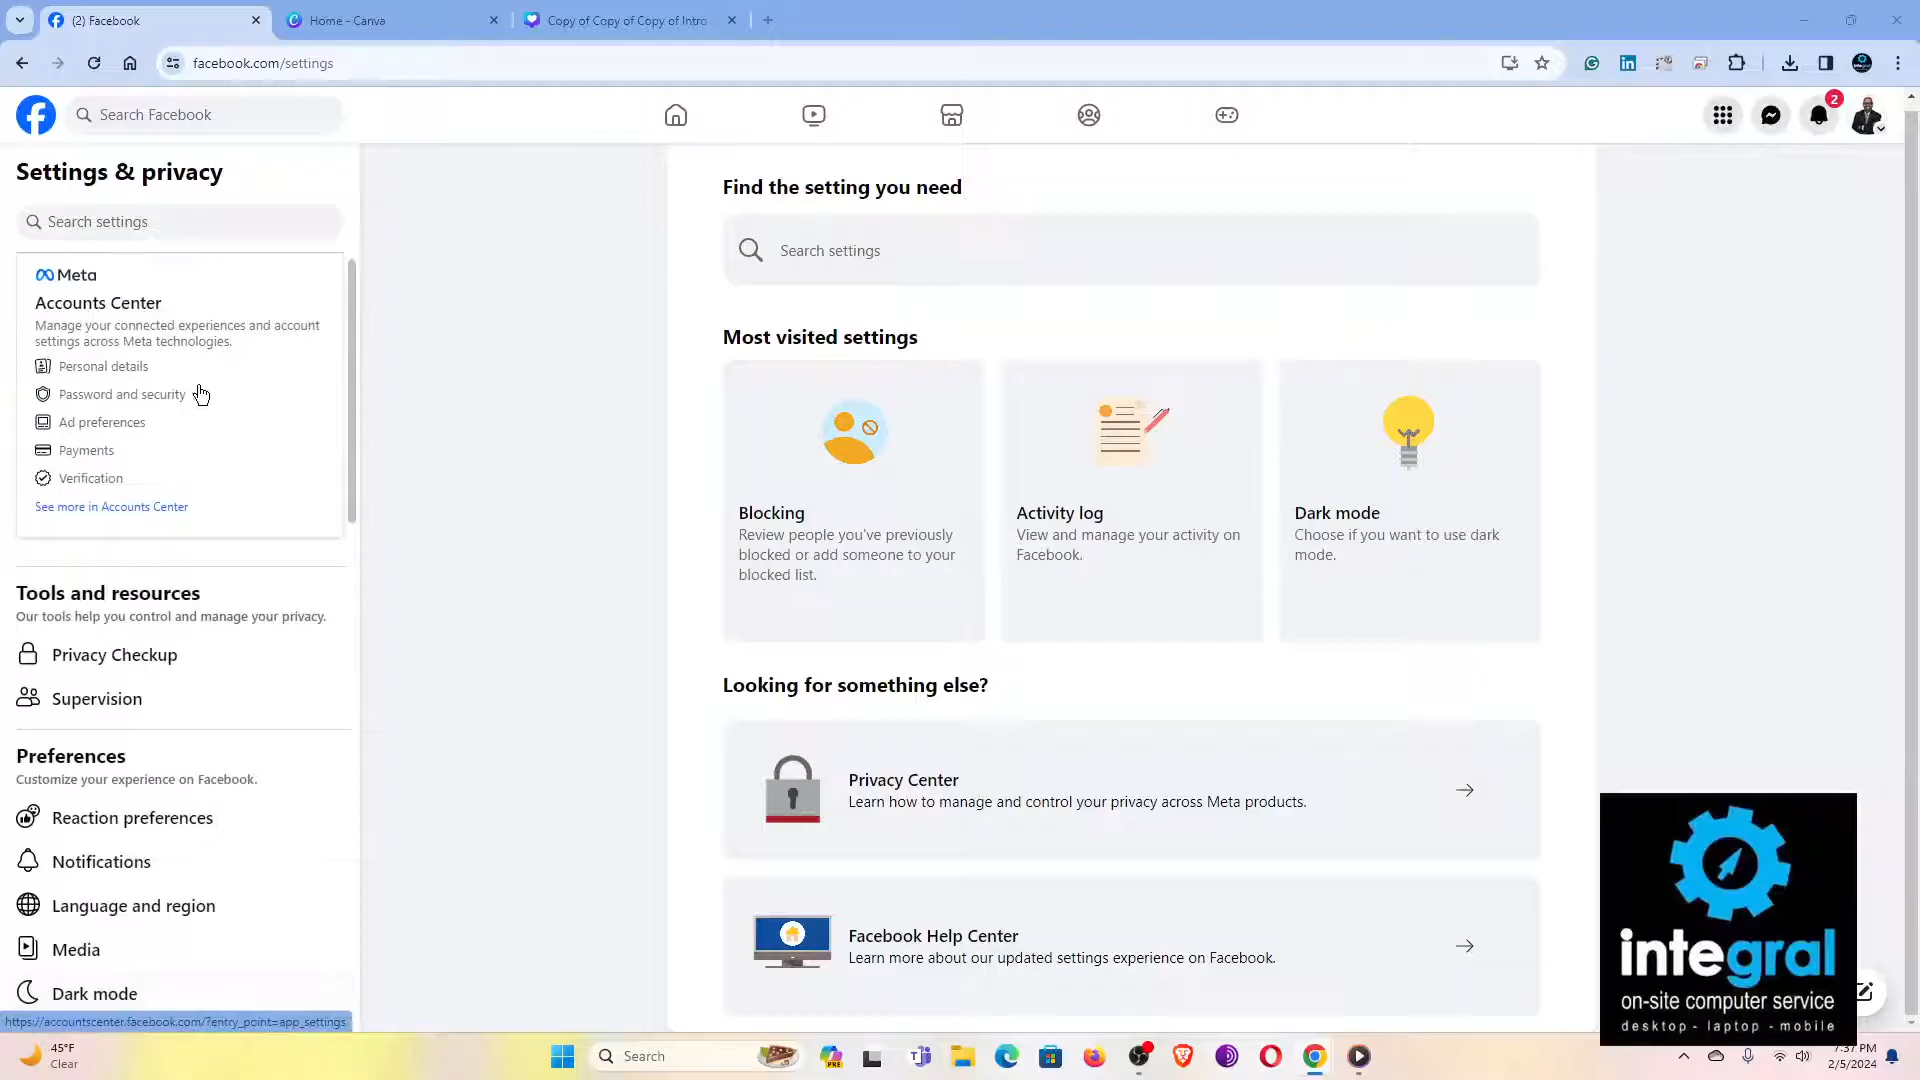 (2) Facebook
Home - Canva
Copy of Copy of Copy of Intro
facebook.com/settings
Search Facebook
2
Settings & privacy
Search settings
Meta
Accounts Center
Manage your connected experiences and account
settings across Meta technologies.
Personal details
Password and security
Ad preferences
Payments
Verification
See more in Accounts Center
Tools and resources
Our tools help you control and manage your privacy.
Privacy Checkup
Supervision
Preferences
Customize your experience on Facebook.
Reaction preferences
Notifications
Language and region
Media
Dark mode
https://accountscenter.facebook.com/?entry_point=app_settings
Find the setting you need
Search settings
Most visited settings
Blocking
Review people you've previously
blocked or add someone to your
blocked list.
Activity log
View and manage your activity on
Facebook.
Dark mode
Choose if you want to use dark
mode.
Looking for something else?
Privacy Center
Learn how to manage and control your privacy across Meta products.
Facebook Help Center
Learn more about our updated settings experience on Facebook.
integral
on-site computer service
desktop - laptop - mobile
45°F
Clear
Search
PRE
7:37 PM
2/5/2024